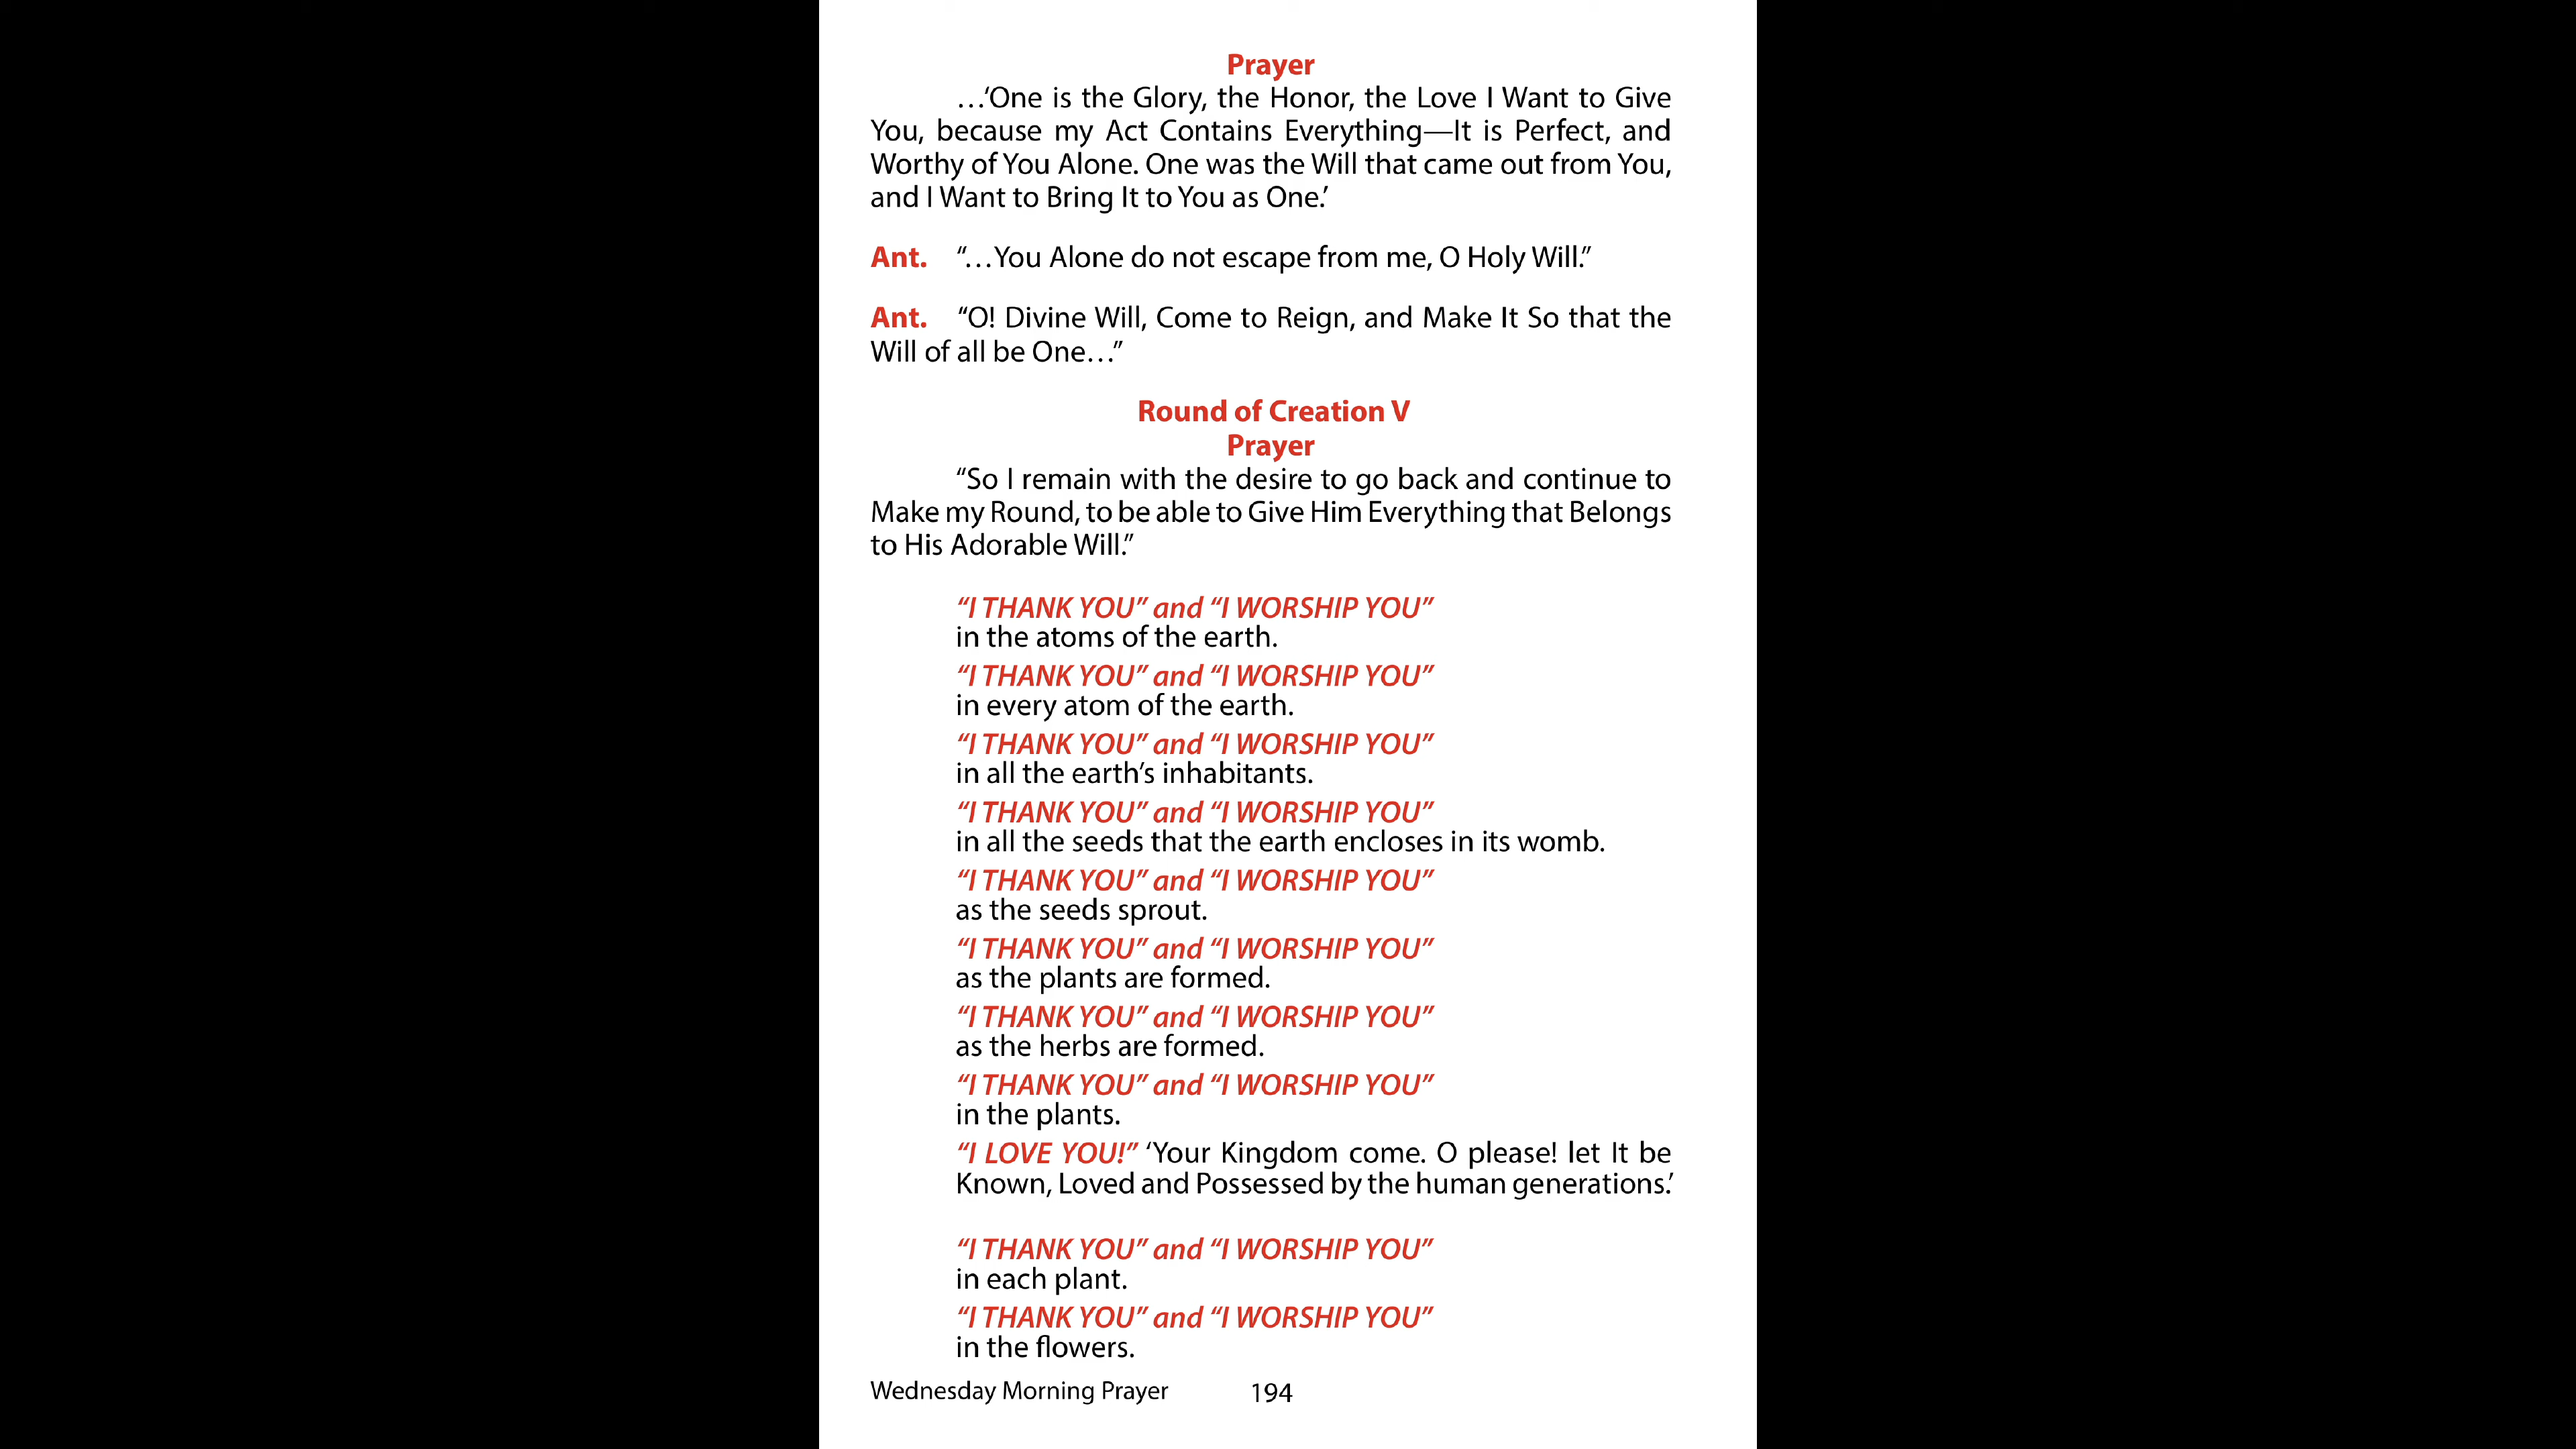 Prayer
…‘One is the Glory, the Honor, the Love I Want to Give
You, because my Act Contains Everything—It is Perfect, and
Worthy of You Alone. One was the Will that came out from You,
and I Want to Bring It to You as One.’
Ant. “…You Alone do not escape from me, O Holy Will.”
Ant. “O! Divine Will, Come to Reign, and Make It So that the
Will of all be One…”
Round of Creation V
Prayer
“So I remain with the desire to go back and continue to
Make my Round, to be able to Give Him Everything that Belongs
to His Adorable Will.”
“I THANK YOU” and “I WORSHIP YOU”
in the atoms of the earth.
“I THANK YOU” and “I WORSHIP YOU”
in every atom of the earth.
“I THANK YOU” and “I WORSHIP YOU”
in all the earth’s inhabitants.
“I THANK YOU” and “I WORSHIP YOU”
in all the seeds that the earth encloses in its womb.
“I THANK YOU” and “I WORSHIP YOU”
as the seeds sprout.
“I THANK YOU” and “I WORSHIP YOU”
as the plants are formed.
“I THANK YOU” and “I WORSHIP YOU”
as the herbs are formed.
“I THANK YOU” and “I WORSHIP YOU”
in the plants.
“I LOVE YOU!” ‘Your Kingdom come. O please! let It be
Known, Loved and Possessed by the human generations.’
“I THANK YOU” and “I WORSHIP YOU”
in each plant.
“I THANK YOU” and “I WORSHIP YOU”
in the flowers.
Wednesday Morning Prayer 194